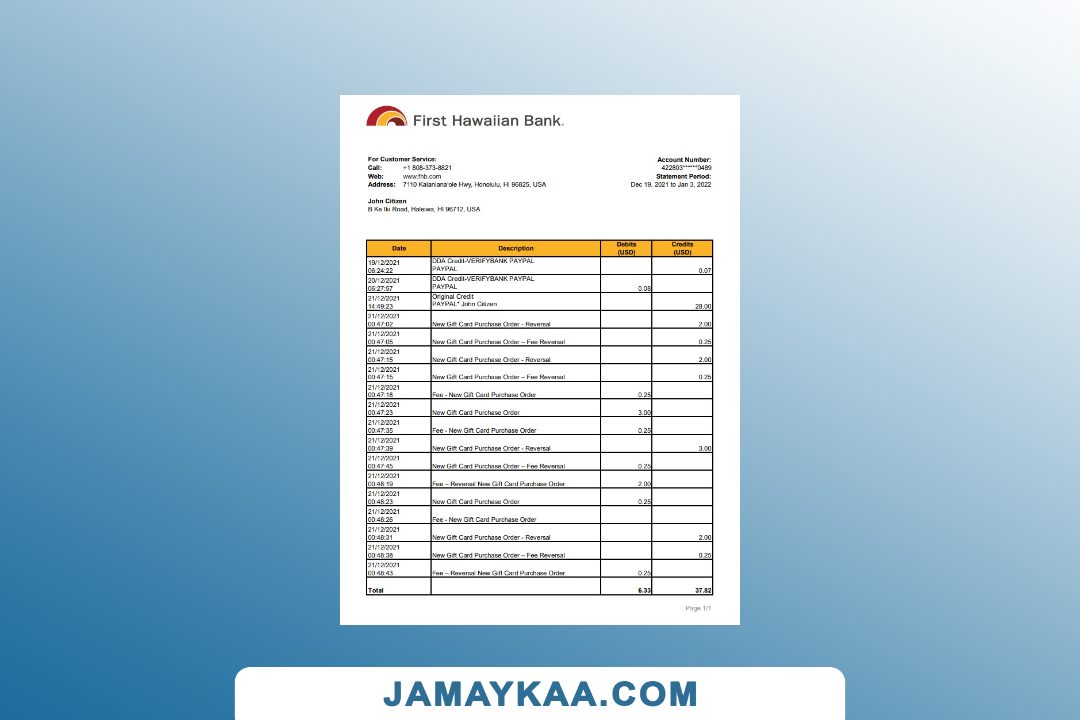 First Hawaiian Bank.
For Customer Service:
Call: +1 808-373-8821
Web: www.fhb.com
Address: 7110 Kalaniana'ole Hwy, Honolulu, HI 96825, USA
Account Number:
422803******0489
Statement Period:
Dec 19, 2021 to Jan 3, 2022
John Citizen
B Ke Iki Road, Haleiwa, HI 96712, USA
Date Description Debits (USD) Credits (USD)
19/12/2021 DDA Credit-VERIFYBANK PAYPAL
06:24:22 PAYPAL 0.07
20/12/2021 DDA Credit-VERIFYBANK PAYPAL
06:27:57 PAYPAL 0.08
21/12/2021 Original Credit
14:49:23 PAYPAL* John Citizen 28.00
21/12/2021
00:47:02 New Gift Card Purchase Order - Reversal 2.00
21/12/2021
00:47:05 New Gift Card Purchase Order – Fee Reversal 0.25
21/12/2021
00:47:15 New Gift Card Purchase Order - Reversal 2.00
21/12/2021
00:47:15 New Gift Card Purchase Order – Fee Reversal 0.25
21/12/2021
00:47:18 Fee - New Gift Card Purchase Order 0.25
21/12/2021
00:47:23 New Gift Card Purchase Order 3.00
21/12/2021
00:47:35 Fee - New Gift Card Purchase Order 0.25
21/12/2021
00:47:39 New Gift Card Purchase Order - Reversal 3.00
21/12/2021
00:47:45 New Gift Card Purchase Order – Fee Reversal 0.25
21/12/2021
00:48:19 Fee – Reversal New Gift Card Purchase Order 2.00
21/12/2021
00:48:23 New Gift Card Purchase Order 0.25
21/12/2021
00:48:26 Fee - New Gift Card Purchase Order
21/12/2021
00:48:31 New Gift Card Purchase Order - Reversal 2.00
21/12/2021
00:48:38 New Gift Card Purchase Order – Fee Reversal 0.25
21/12/2021
00:48:43 Fee – Reversal New Gift Card Purchase Order 0.25
Total 6.33 37.82
Page 1/1
JAMAYKAA.COM